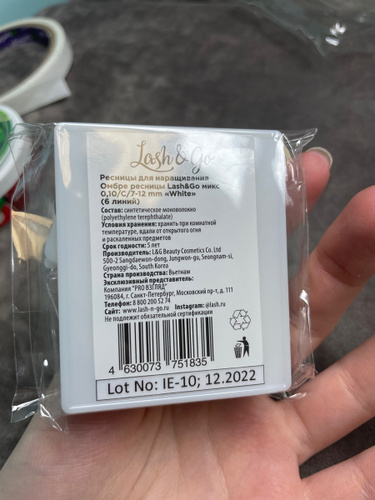 Lash & Go
Ресницы для наращивания
Омбре ресницы Lash&Go микс
0,10/C/7-12 mm «White»
(6 линий)
Состав: синтетическое моноволокно
(polyethylene terephthalate)
Условия хранения: хранить при комнатной
температуре, вдали от открытого огня
и раскаленных предметов
Срок годности: 5 лет
Производитель: L&G Beauty Cosmetics Co. Ltd
500-2 Sangdaewon-dong, Jungwon-gu, Seongnam-si,
Gyeonggi-do, South Korea
Страна производства: Вьетнам
Эксклюзивный представитель:
Компания "PRO ВЗГЛЯД"
196084, г. Санкт-Петербург, Московский пр-т, д. 111
Телефон: 8 800 200 52 74
Сайт: www.lash-n-go.ru Instagram: @lash.ru
Не подлежит обязательной сертификации
4 630073 751835
Lot No: IE-10; 12.2022